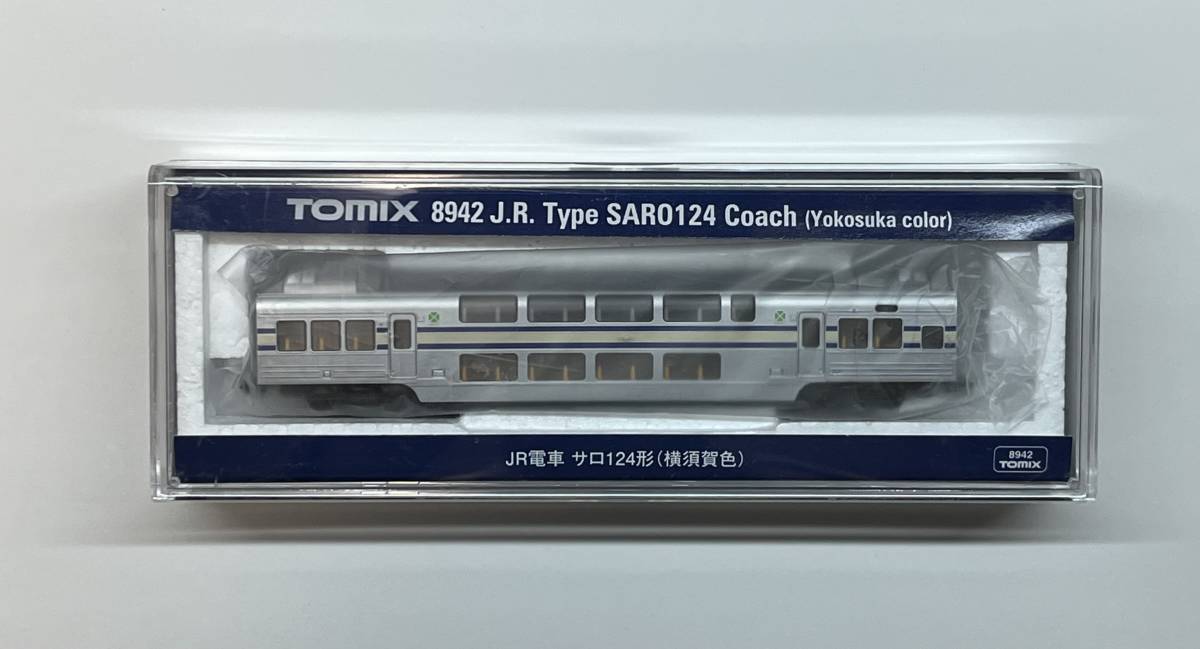 TOMIX 8942 J.R. Type SARO124 Coach (Yokosuka color)
JR電車 サロ124形(横須賀色)
8942
TOMIX